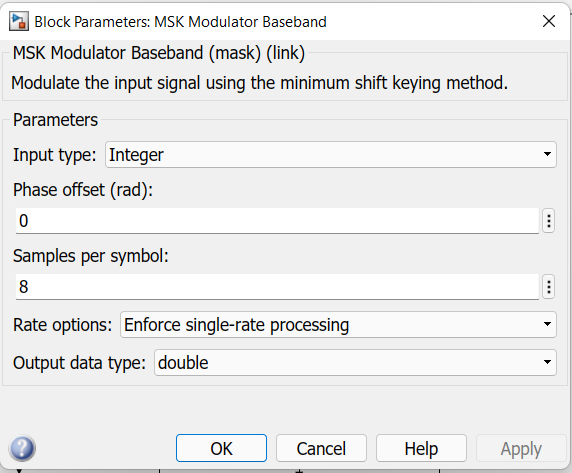 Block Parameters: MSK Modulator Baseband
MSK Modulator Baseband (mask) (link)
Modulate the input signal using the minimum shift keying method.
Parameters
Input type: Integer
Phase offset (rad):
0
Samples per symbol:
8
Rate options: Enforce single-rate processing
Output data type: double
OK Cancel Help Apply